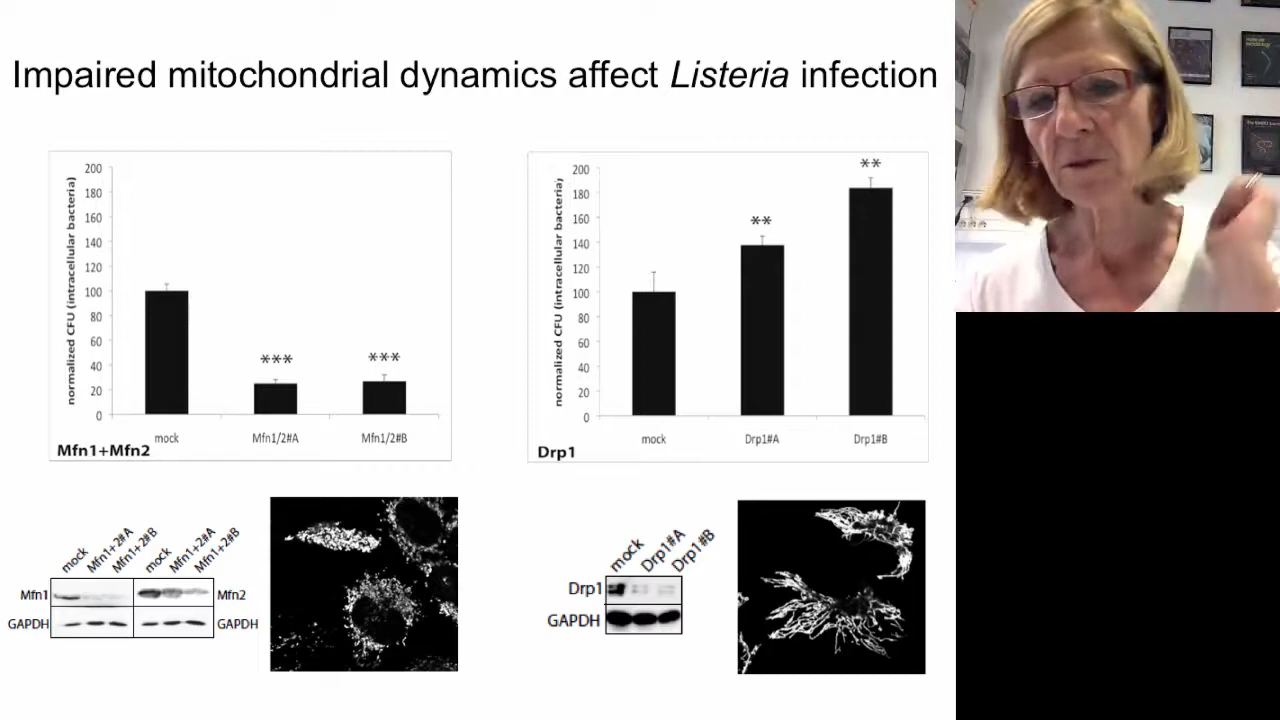 Impaired mitochondrial dynamics affect Listeria infection
normalized CFU (intracellular bacteria)
200
180
160
140
120
100
80
60
40
20
0
***
***
mock
Mfn1/2#A
Mfn1/2#B
Mfn1+Mfn2
normalized CFU (intracellular bacteria)
200
180
160
140
120
100
80
60
40
20
0
**
**
mock
Drp1#A
Drp1#B
Drp1
mock
Mfn1+2#A
Mfn1+2#B
mock
Mfn1+2#A
Mfn1+2#B
Mfn1
Mfn2
GAPDH
GAPDH
mock
Drp1#A
Drp1#B
Drp1
GAPDH